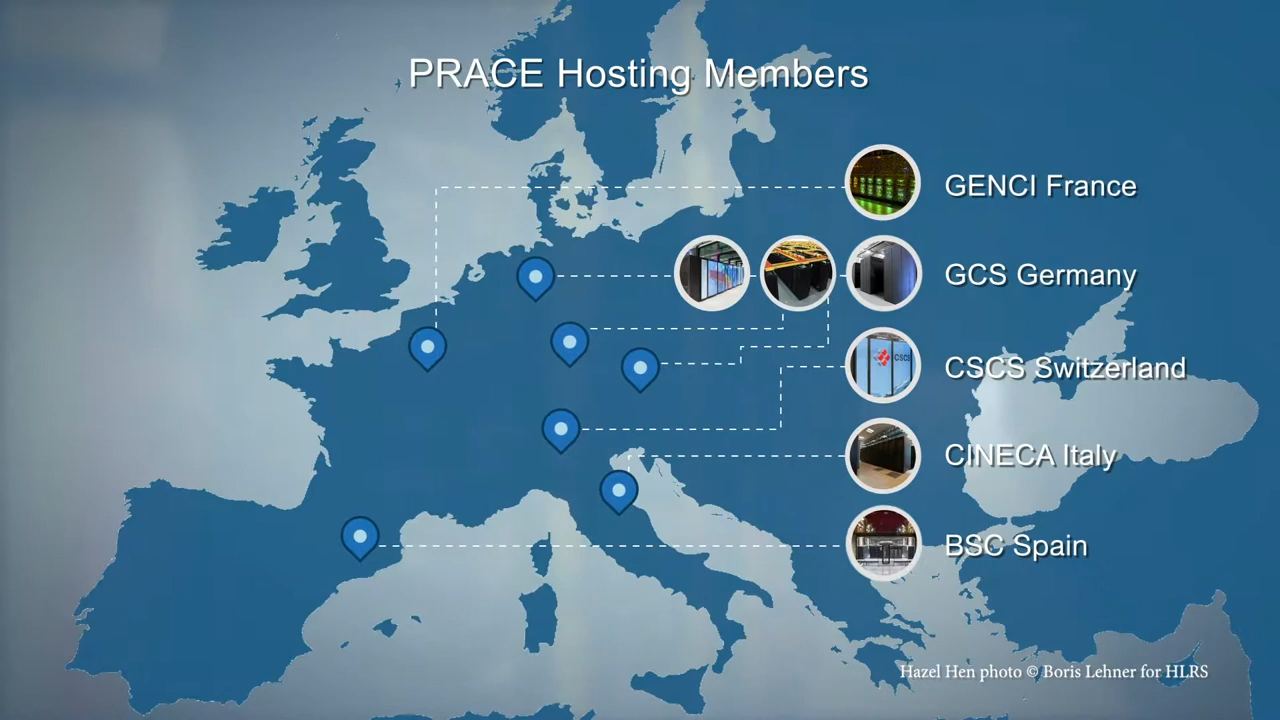 PRACE Hosting Members
GENCI France
GCS Germany
CSCS
CSCS Switzerland
CINECA Italy
BSC Spain
Hazel Hen photo © Boris Lehner for HLRS